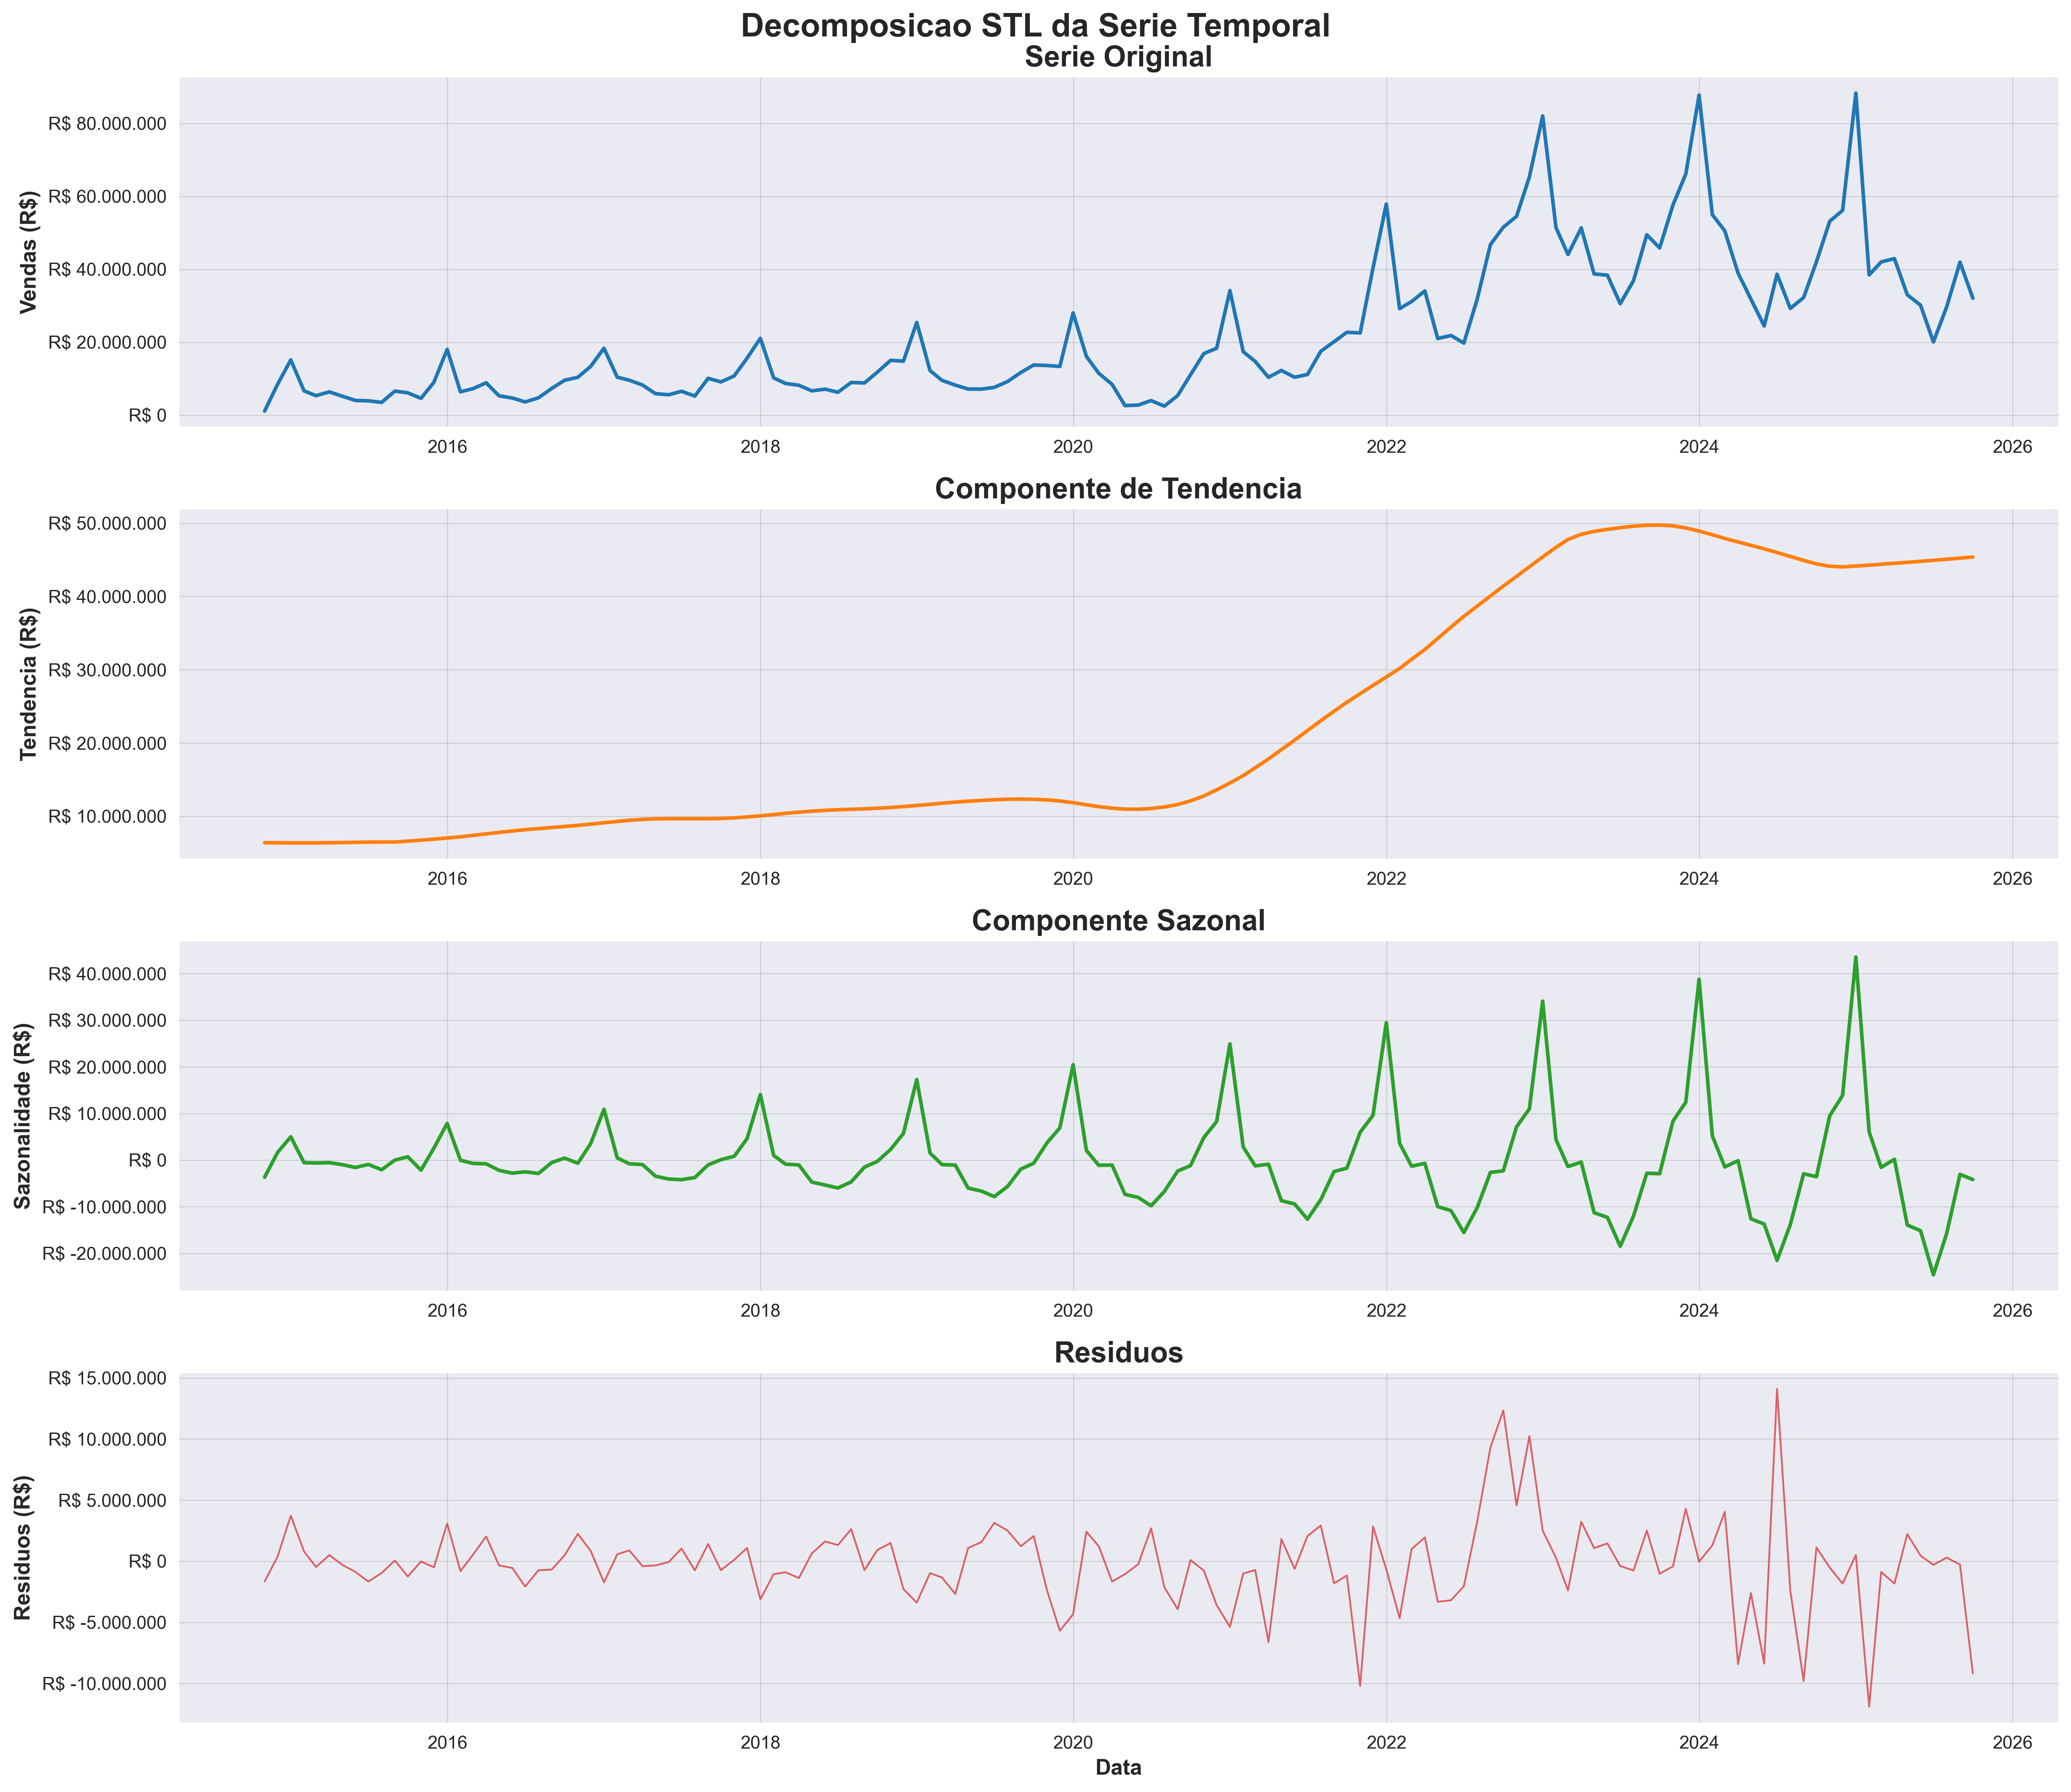 Decomposicao STL da Serie Temporal
Serie Original
Vendas (R$)
R$ 80.000.000
R$ 60.000.000
R$ 40.000.000
R$ 20.000.000
R$ 0
2016 2018 2020 2022 2024 2026
Componente de Tendencia
Tendencia (R$)
R$ 50.000.000
R$ 40.000.000
R$ 30.000.000
R$ 20.000.000
R$ 10.000.000
2016 2018 2020 2022 2024 2026
Componente Sazonal
Sazonalidade (R$)
R$ 40.000.000
R$ 30.000.000
R$ 20.000.000
R$ 10.000.000
R$ 0
R$ -10.000.000
R$ -20.000.000
2016 2018 2020 2022 2024 2026
Residuos
Residuos (R$)
R$ 15.000.000
R$ 10.000.000
R$ 5.000.000
R$ 0
R$ -5.000.000
R$ -10.000.000
2016 2018 2020 2022 2024 2026
Data